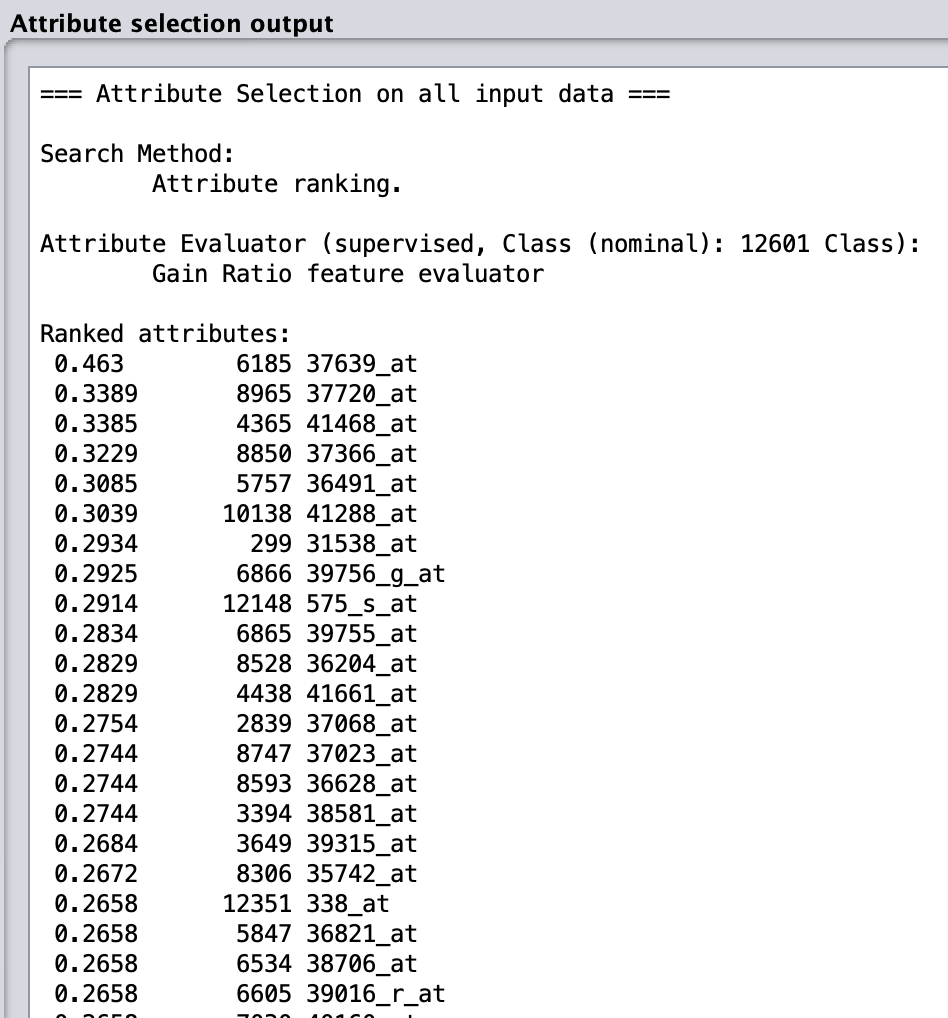 Attribute selection output
=== Attribute Selection on all input data ===
Search Method:
Attribute ranking.
Attribute Evaluator (supervised, Class (nominal): 12601 Class):
Gain Ratio feature evaluator
Ranked attributes:
0.463 6185 37639_at
0.3389 8965 37720_at
0.3385 4365 41468_at
0.3229 8850 37366_at
0.3085 5757 36491_at
0.3039 10138 41288_at
0.2934 299 31538_at
0.2925 6866 39756_g_at
0.2914 12148 575_s_at
0.2834 6865 39755_at
0.2829 8528 36204_at
0.2829 4438 41661_at
0.2754 2839 37068_at
0.2744 8747 37023_at
0.2744 8593 36628_at
0.2744 3394 38581_at
0.2684 3649 39315_at
0.2672 8306 35742_at
0.2658 12351 338_at
0.2658 5847 36821_at
0.2658 6534 38706_at
0.2658 6605 39016_r_at